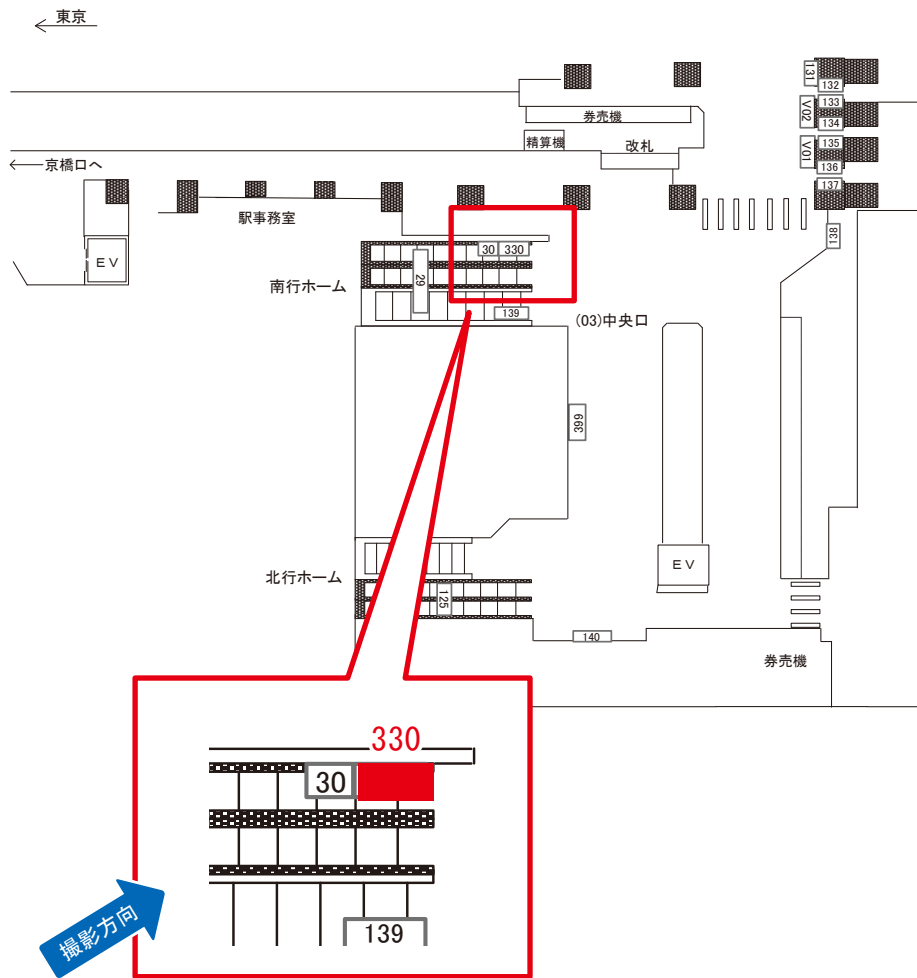 東京
131
132
133
V02
134
券売機
精算機
改札
135
V01
136
京橋口へ
137
駅事務室
138
EV
30
330
29
南行ホーム
139
(03)中央口
399
EV
北行ホーム
125
140
券売機
330
30
139
撮影方向